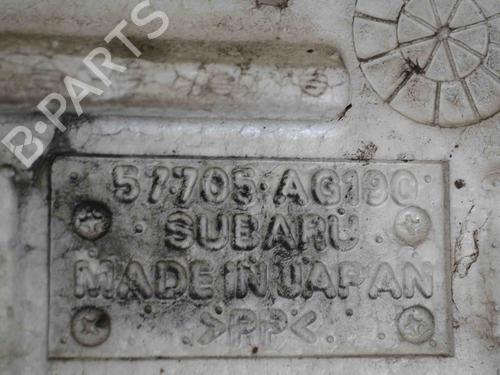 B-PARTS
57705 AG190
SUBARU
MADE IN JAPAN
>PP<